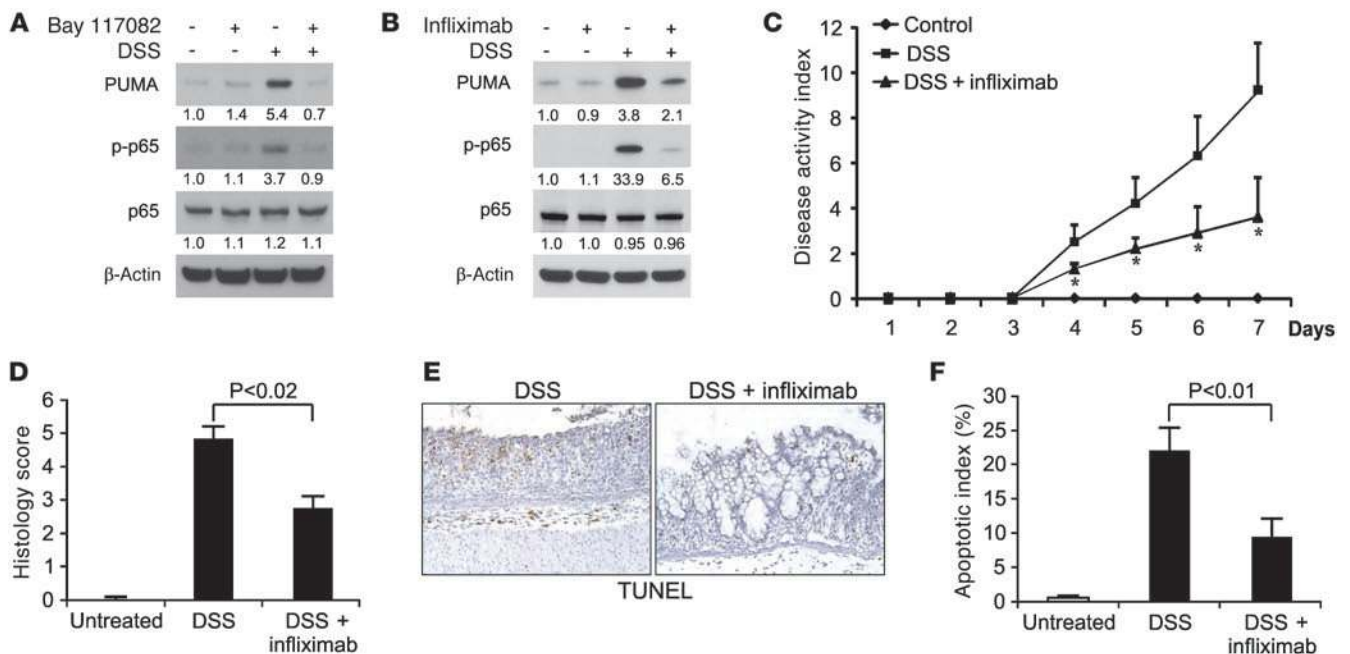 A
Bay 117082 - + - +
DSS - - + +
PUMA
1.0 1.4 5.4 0.7
p-p65
1.0 1.1 3.7 0.9
p65
1.0 1.1 1.2 1.1
β-Actin
B
Infliximab - + - +
DSS - - + +
PUMA
1.0 0.9 3.8 2.1
p-p65
1.0 1.1 33.9 6.5
p65
1.0 1.0 0.95 0.96
β-Actin
C
Control
DSS
DSS + infliximab
Disease activity index
12
10
8
6
4
2
0
* * * *
1 2 3 4 5 6 7 Days
D
P<0.02
Histology score
6
5
4
3
2
1
0
Untreated DSS DSS +
infliximab
E
DSS DSS + infliximab
TUNEL
F
P<0.01
Apoptotic index (%)
30
25
20
15
10
5
0
Untreated DSS DSS +
infliximab